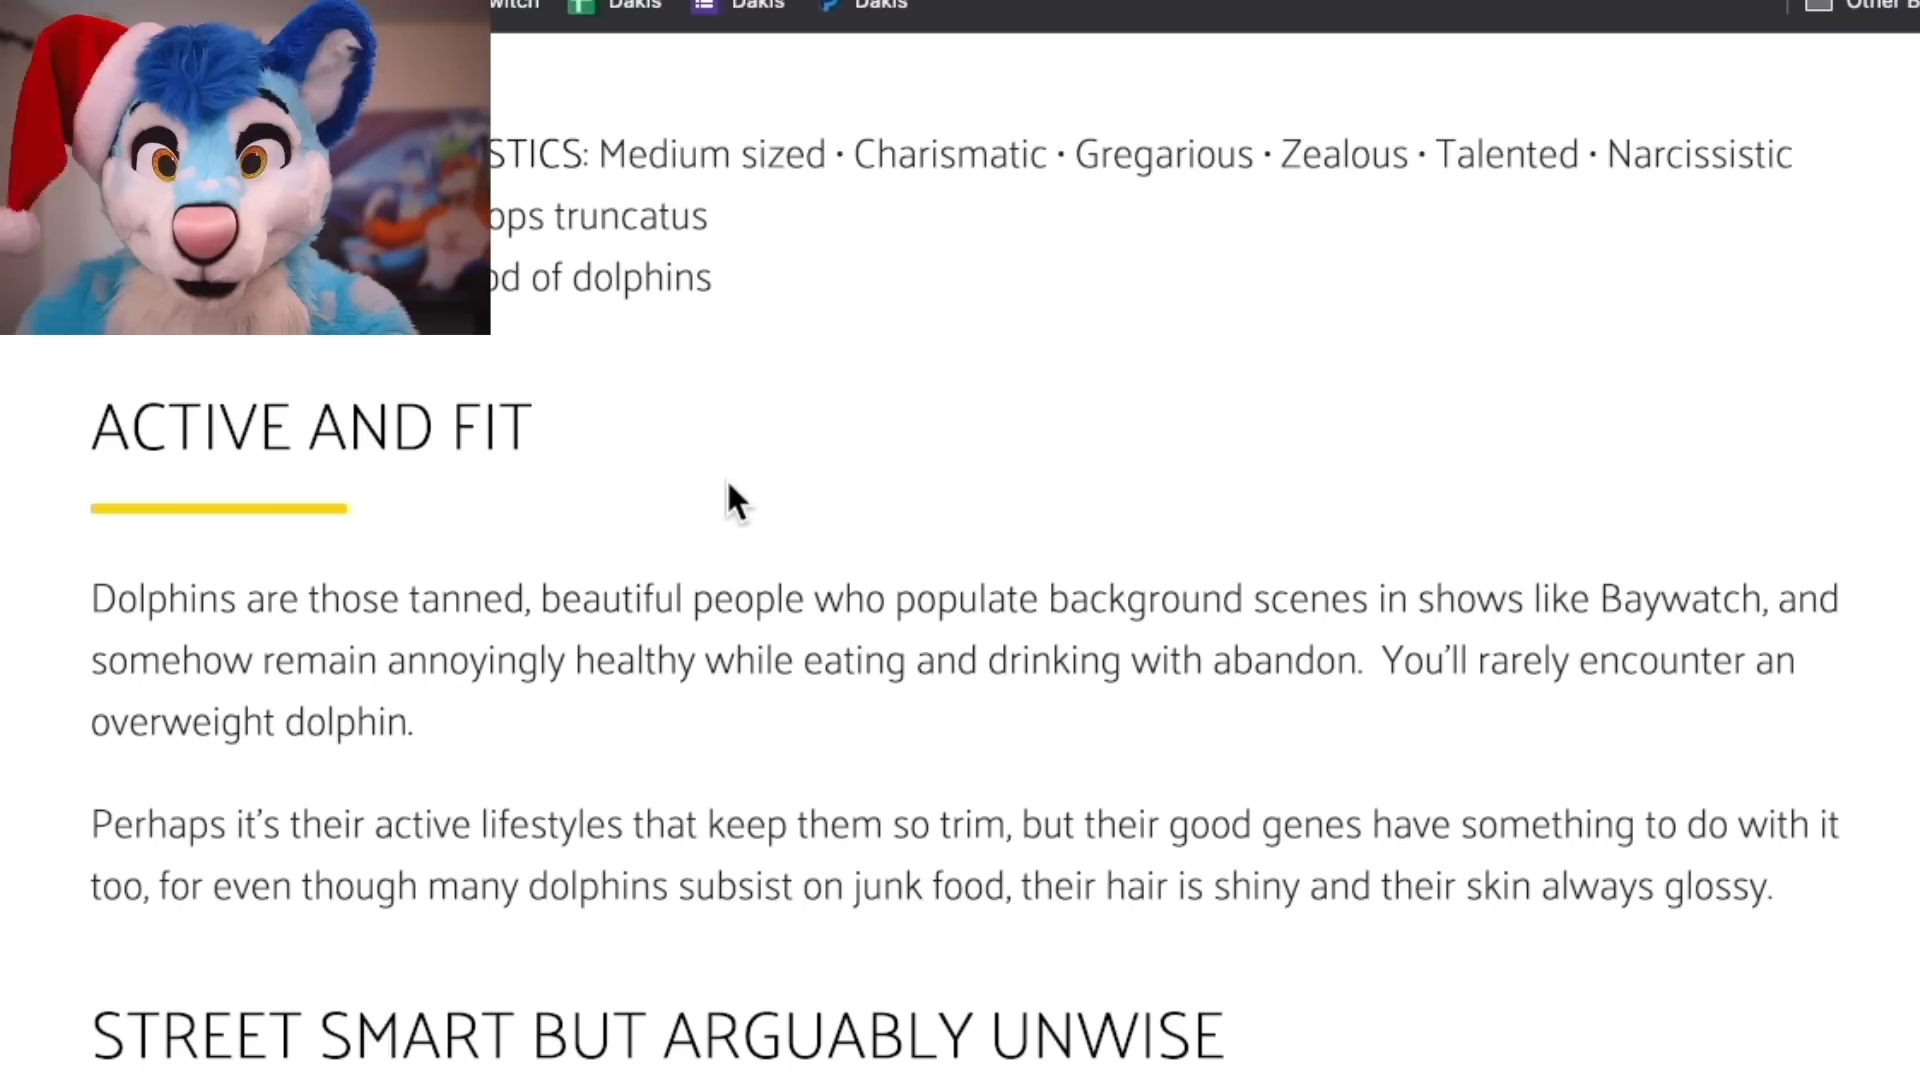 Dakis Dakis Dakis
STICS: Medium sized · Charismatic · Gregarious · Zealous · Talented · Narcissistic
ops truncatus
od of dolphins
ACTIVE AND FIT
Dolphins are those tanned, beautiful people who populate background scenes in shows like Baywatch, and
somehow remain annoyingly healthy while eating and drinking with abandon.  You’ll rarely encounter an
overweight dolphin.
Perhaps it’s their active lifestyles that keep them so trim, but their good genes have something to do with it
too, for even though many dolphins subsist on junk food, their hair is shiny and their skin always glossy.
STREET SMART BUT ARGUABLY UNWISE